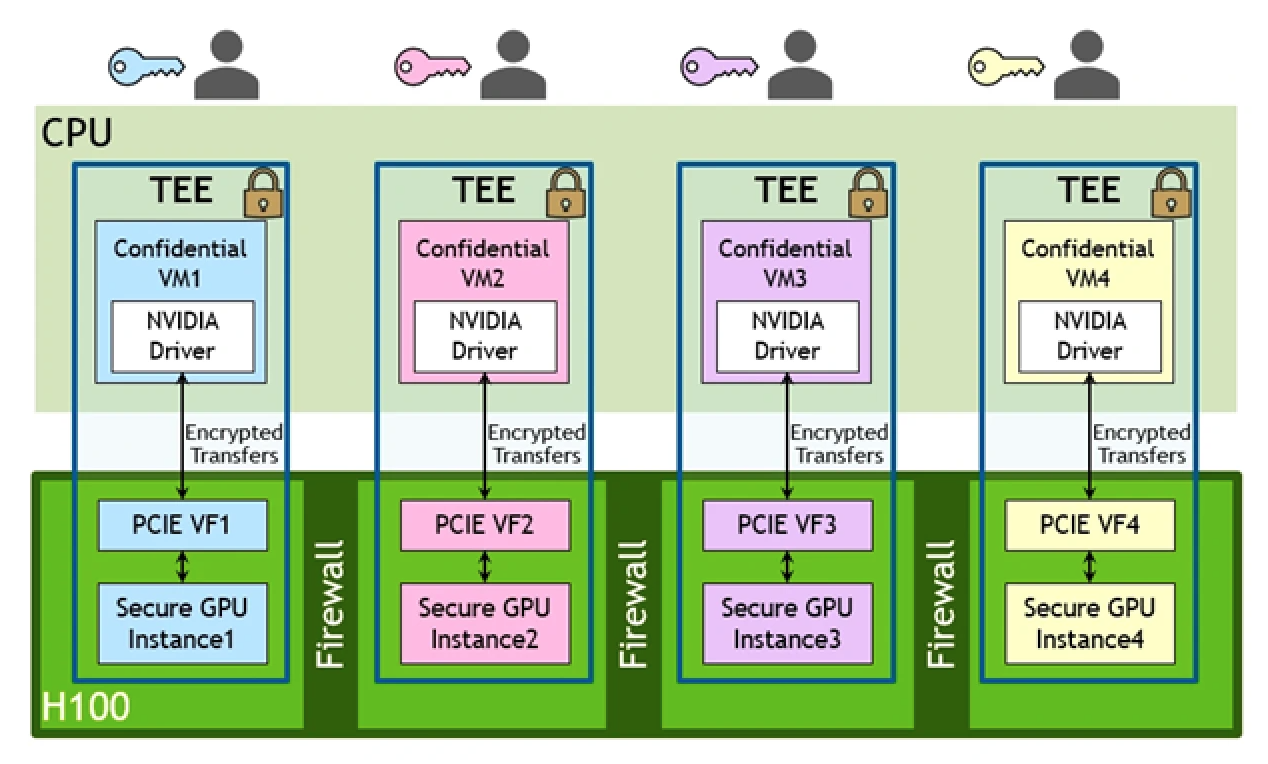 CPU
TEE
Confidential
VM1
NVIDIA
Driver
Encrypted
Transfers
PCIE VF1
Secure GPU
Instance1
TEE
Confidential
VM2
NVIDIA
Driver
Encrypted
Transfers
PCIE VF2
Secure GPU
Instance2
TEE
Confidential
VM3
NVIDIA
Driver
Encrypted
Transfers
PCIE VF3
Secure GPU
Instance3
TEE
Confidential
VM4
NVIDIA
Driver
Encrypted
Transfers
PCIE VF4
Secure GPU
Instance4
Firewall
Firewall
Firewall
H100